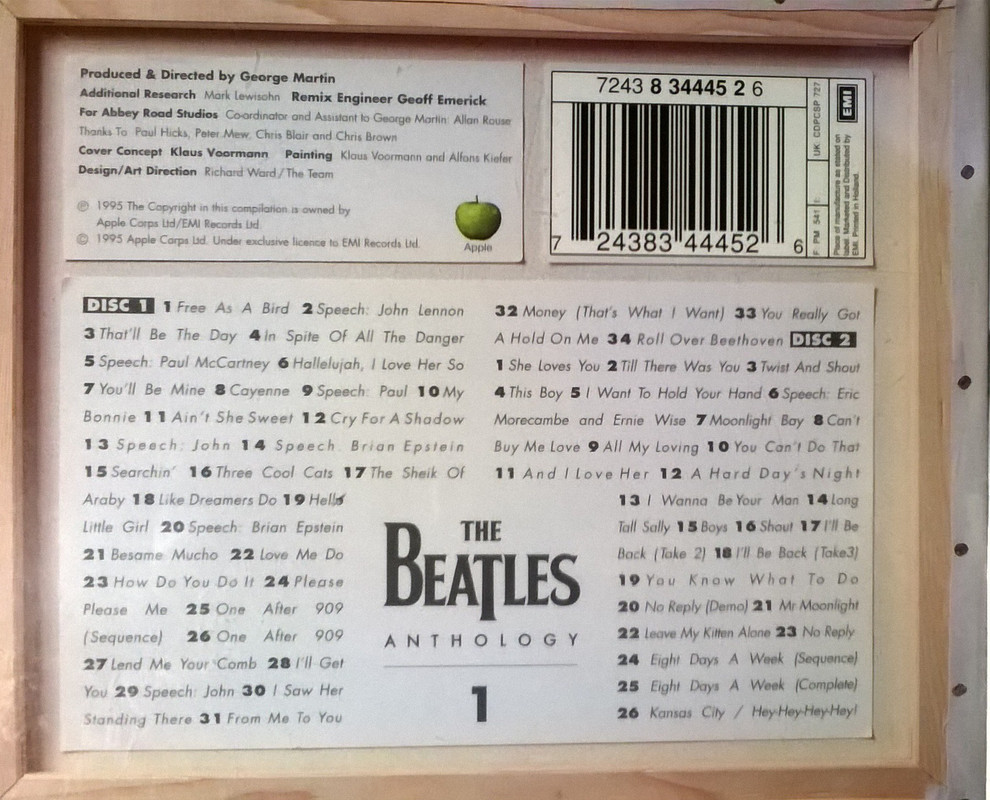 Produced & Directed by George Martin
Additional Research Mark Lewisohn Remix Engineer Geoff Emerick
For Abbey Road Studios Co-ordinator and Assistant to George Martin: Allan Rouse
Thanks To Paul Hicks, Peter Mew, Chris Blair and Chris Brown
Cover Concept Klaus Voormann Painting Klaus Voormann and Alfons Kiefer
Design/Art Direction Richard Ward/The Team
℗ 1995 The Copyright in this compilation is owned by
Apple Corps Ltd/EMI Records Ltd.
© 1995 Apple Corps Ltd. Under exclusive licence to EMI Records Ltd.
Apple
7243 8 34445 2 6
7 24383 44452 6
UK: CDPCSP 727
F: PM 541
EMI
Place of manufacture as stated on
label. Marketed and Distributed by
EMI. Printed in Holland.
DISC 1 1 Free As A Bird 2 Speech: John Lennon
3 That'll Be The Day 4 In Spite Of All The Danger
5 Speech: Paul McCartney 6 Hallelujah, I Love Her So
7 You'll Be Mine 8 Cayenne 9 Speech: Paul 10 My
Bonnie 11 Ain't She Sweet 12 Cry For A Shadow
13 Speech: John 14 Speech: Brian Epstein
15 Searchin' 16 Three Cool Cats 17 The Sheik Of
Araby 18 Like Dreamers Do 19 Hello
Little Girl 20 Speech: Brian Epstein
21 Besame Mucho 22 Love Me Do
23 How Do You Do It 24 Please
Please Me 25 One After 909
(Sequence) 26 One After 909
27 Lend Me Your Comb 28 I'll Get
You 29 Speech: John 30 I Saw Her
Standing There 31 From Me To You
32 Money (That's What I Want) 33 You Really Got
A Hold On Me 34 Roll Over Beethoven DISC 2
1 She Loves You 2 Till There Was You 3 Twist And Shout
4 This Boy 5 I Want To Hold Your Hand 6 Speech: Eric
Morecambe and Ernie Wise 7 Moonlight Bay 8 Can't
Buy Me Love 9 All My Loving 10 You Can't Do That
11 And I Love Her 12 A Hard Day's Night
13 I Wanna Be Your Man 14 Long
Tall Sally 15 Boys 16 Shout 17 I'll Be
Back (Take 2) 18 I'll Be Back (Take3)
19 You Know What To Do
20 No Reply (Demo) 21 Mr Moonlight
22 Leave My Kitten Alone 23 No Reply
24 Eight Days A Week (Sequence)
25 Eight Days A Week (Complete)
26 Kansas City / Hey-Hey-Hey-Hey!
THE
BEATLES
ANTHOLOGY
1